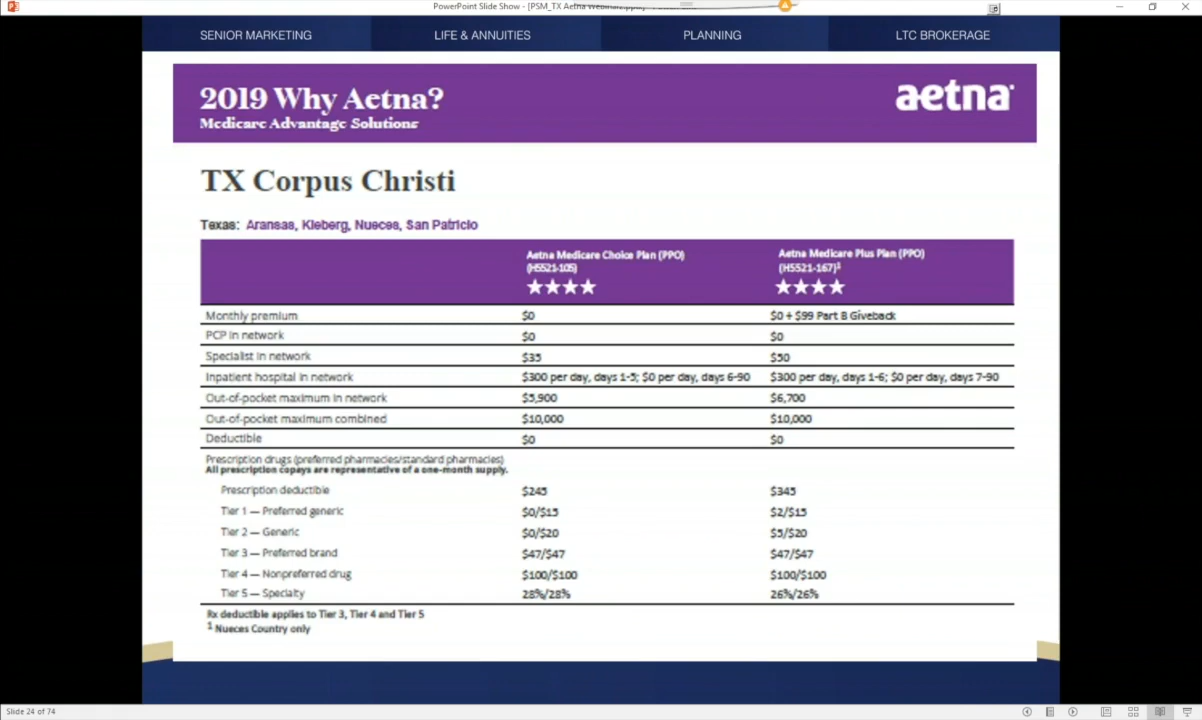 PowerPoint Slide Show - [PSM_TX Aetna Webinar2.pptx]
SENIOR MARKETING LIFE & ANNUITIES PLANNING LTC BROKERAGE
2019 Why Aetna?
Medicare Advantage Solutions
aetna
TX Corpus Christi
Texas: Aransas, Kleberg, Nueces, San Patricio
Aetna Medicare Choice Plan (PPO) Aetna Medicare Plus Plan (PPO)
(H5521-105) (H5521-167)¹
★★★★ ★★★★
Monthly premium $0 $0 + $99 Part B Giveback
PCP in network $0 $0
Specialist in network $35 $50
Inpatient hospital in network $300 per day, days 1-5; $0 per day, days 6-90 $300 per day, days 1-6; $0 per day, days 7-90
Out-of-pocket maximum in network $5,900 $6,700
Out-of-pocket maximum combined $10,000 $10,000
Deductible $0 $0
Prescription drugs (preferred pharmacies/standard pharmacies)
All prescription copays are representative of a one-month supply.
Prescription deductible $245 $345
Tier 1 — Preferred generic $0/$15 $2/$15
Tier 2 — Generic $0/$20 $5/$20
Tier 3 — Preferred brand $47/$47 $47/$47
Tier 4 — Nonpreferred drug $100/$100 $100/$100
Tier 5 — Specialty 28%/28% 26%/26%
Rx deductible applies to Tier 3, Tier 4 and Tier 5
¹ Nueces Country only
Slide 24 of 74